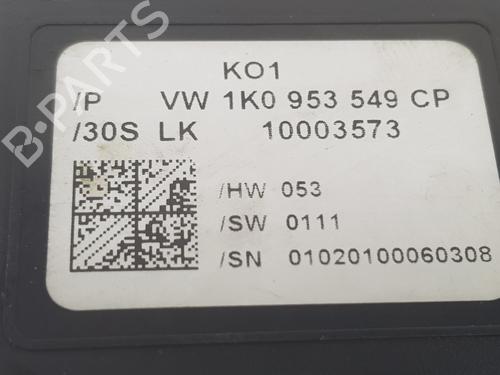 KO1
/P VW 1K0 953 549 CP
/30S LK 10003573
/HW 053
/SW 0111
/SN 01020100060308
B-PARTS